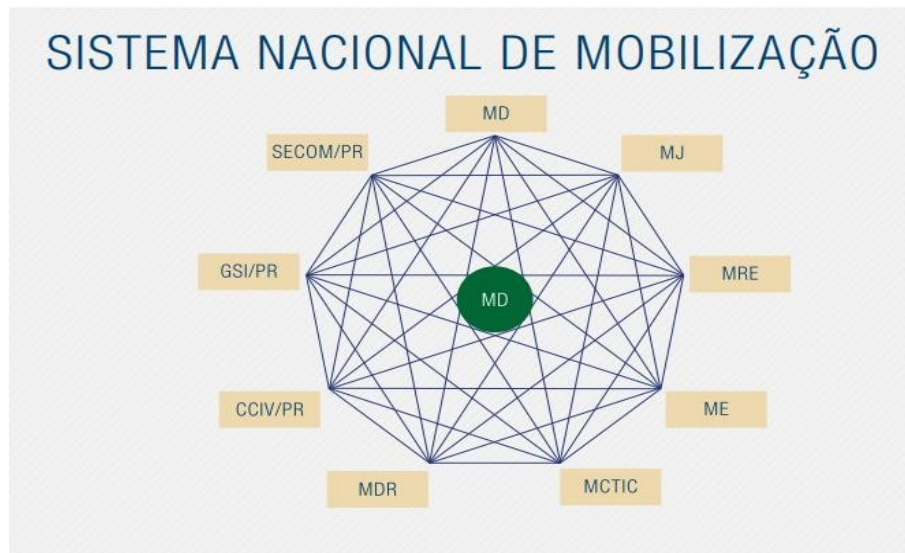 SISTEMA NACIONAL DE MOBILIZAÇÃO
MD
SECOM/PR
MJ
GSI/PR
MRE
MD
CCIV/PR
ME
MDR
MCTIC